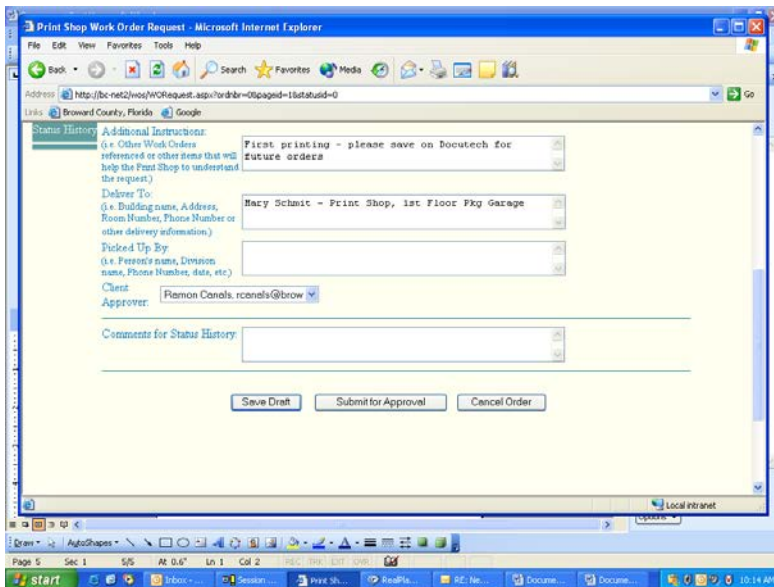 Print Shop Work Order Request - Microsoft Internet Explorer
File Edit View Favorites Tools Help
Back Search Favorites Media
Address http://bc-net2/wos/WORequest.aspx?ordnbr=0&pageid=1&statusid=0 Go
Links Broward County, Florida Google
Status History
Additional Instructions:
(i.e. Other Work Orders
referenced or other items that will
help the Print Shop to understand
the request.)
First printing - please save on Docutech for
future orders
Deliver To:
(i.e. Building name, Address,
Room Number, Phone Number or
other delivery information.)
Mary Schmit - Print Shop, 1st Floor Pkg Garage
Picked Up By:
(i.e. Person's name, Division
name, Phone Number, date, etc.)
Client
Approver:
Ramon Canals, rcanals@brow
Comments for Status History:
Save Draft Submit for Approval Cancel Order
Local intranet
Options
Draw AutoShapes
Page 5 Sec 1 5/5 At 0.6" Ln 1 Col 2 REC TRK EXT OVR
start Inbox - ... Session ... Print Sh... RealPla... RE: Ne... Docume... Docume... 10:14